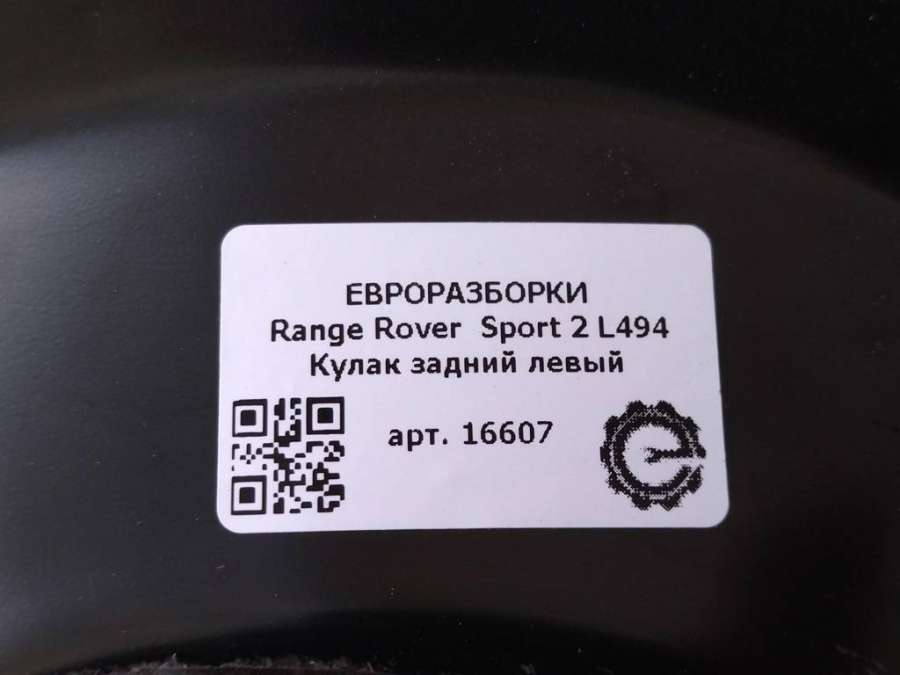 ЕВРОРАЗБОРКИ
Range Rover Sport 2 L494
Кулак задний левый
арт. 16607